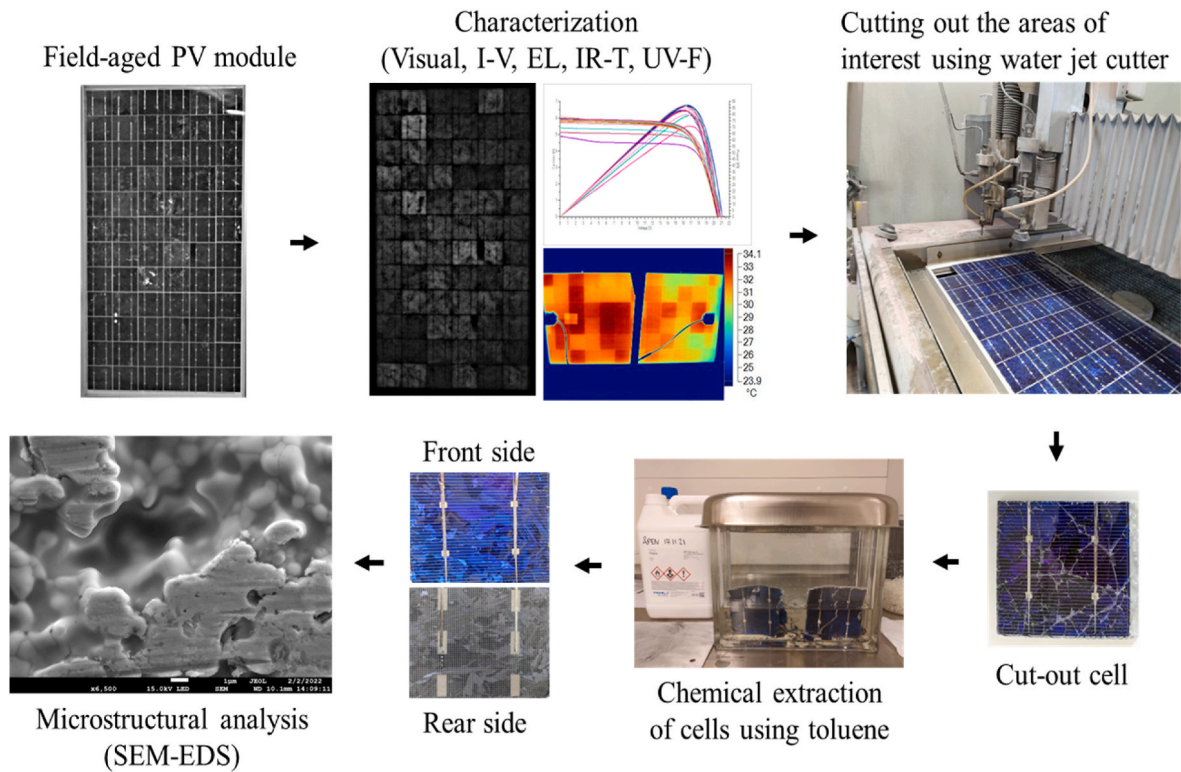 Field-aged PV module
Characterization
(Visual, I-V, EL, IR-T, UV-F)
Cutting out the areas of
interest using water jet cutter
34.1
33
32
31
30
29
28
27
26
25
23.9
°C
Front side
Rear side
Cut-out cell
Chemical extraction
of cells using toluene
x6,500 15.0kV LED 1μm JEOL SEM 2/2/2022 WD 10.1mm 14:09:11
Microstructural analysis
(SEM-EDS)